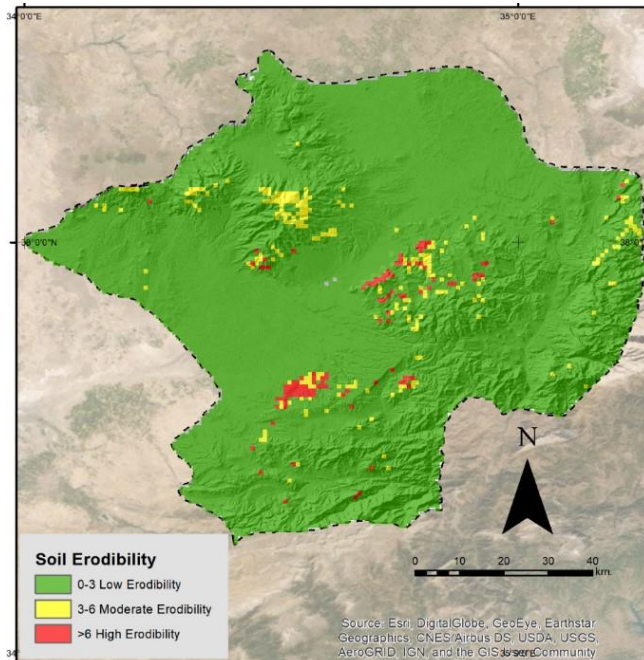 34°0'0"E
35°0'0"E
38°0'0"N
38°0'0"N
N
Soil Erodibility
0-3 Low Erodibility
3-6 Moderate Erodibility
>6 High Erodibility
0
10
20
30
40
km.
Source: Esri, DigitalGlobe, GeoEye, Earthstar
Geographics, CNES/Airbus DS, USDA, USGS,
AeroGRID, IGN, and the GIS User Community